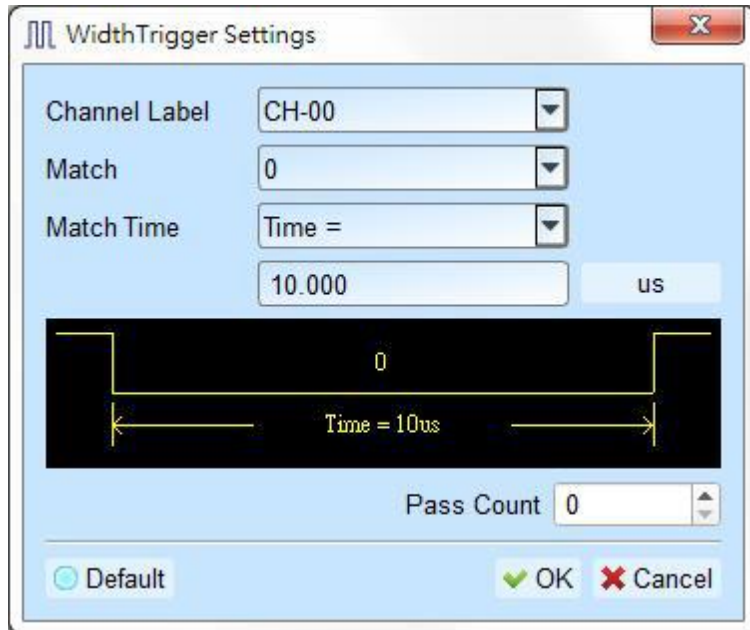 WidthTrigger Settings
Channel Label CH-00
Match 0
Match Time Time =
10.000 us
0
Time = 10us
Pass Count 0
Default OK Cancel